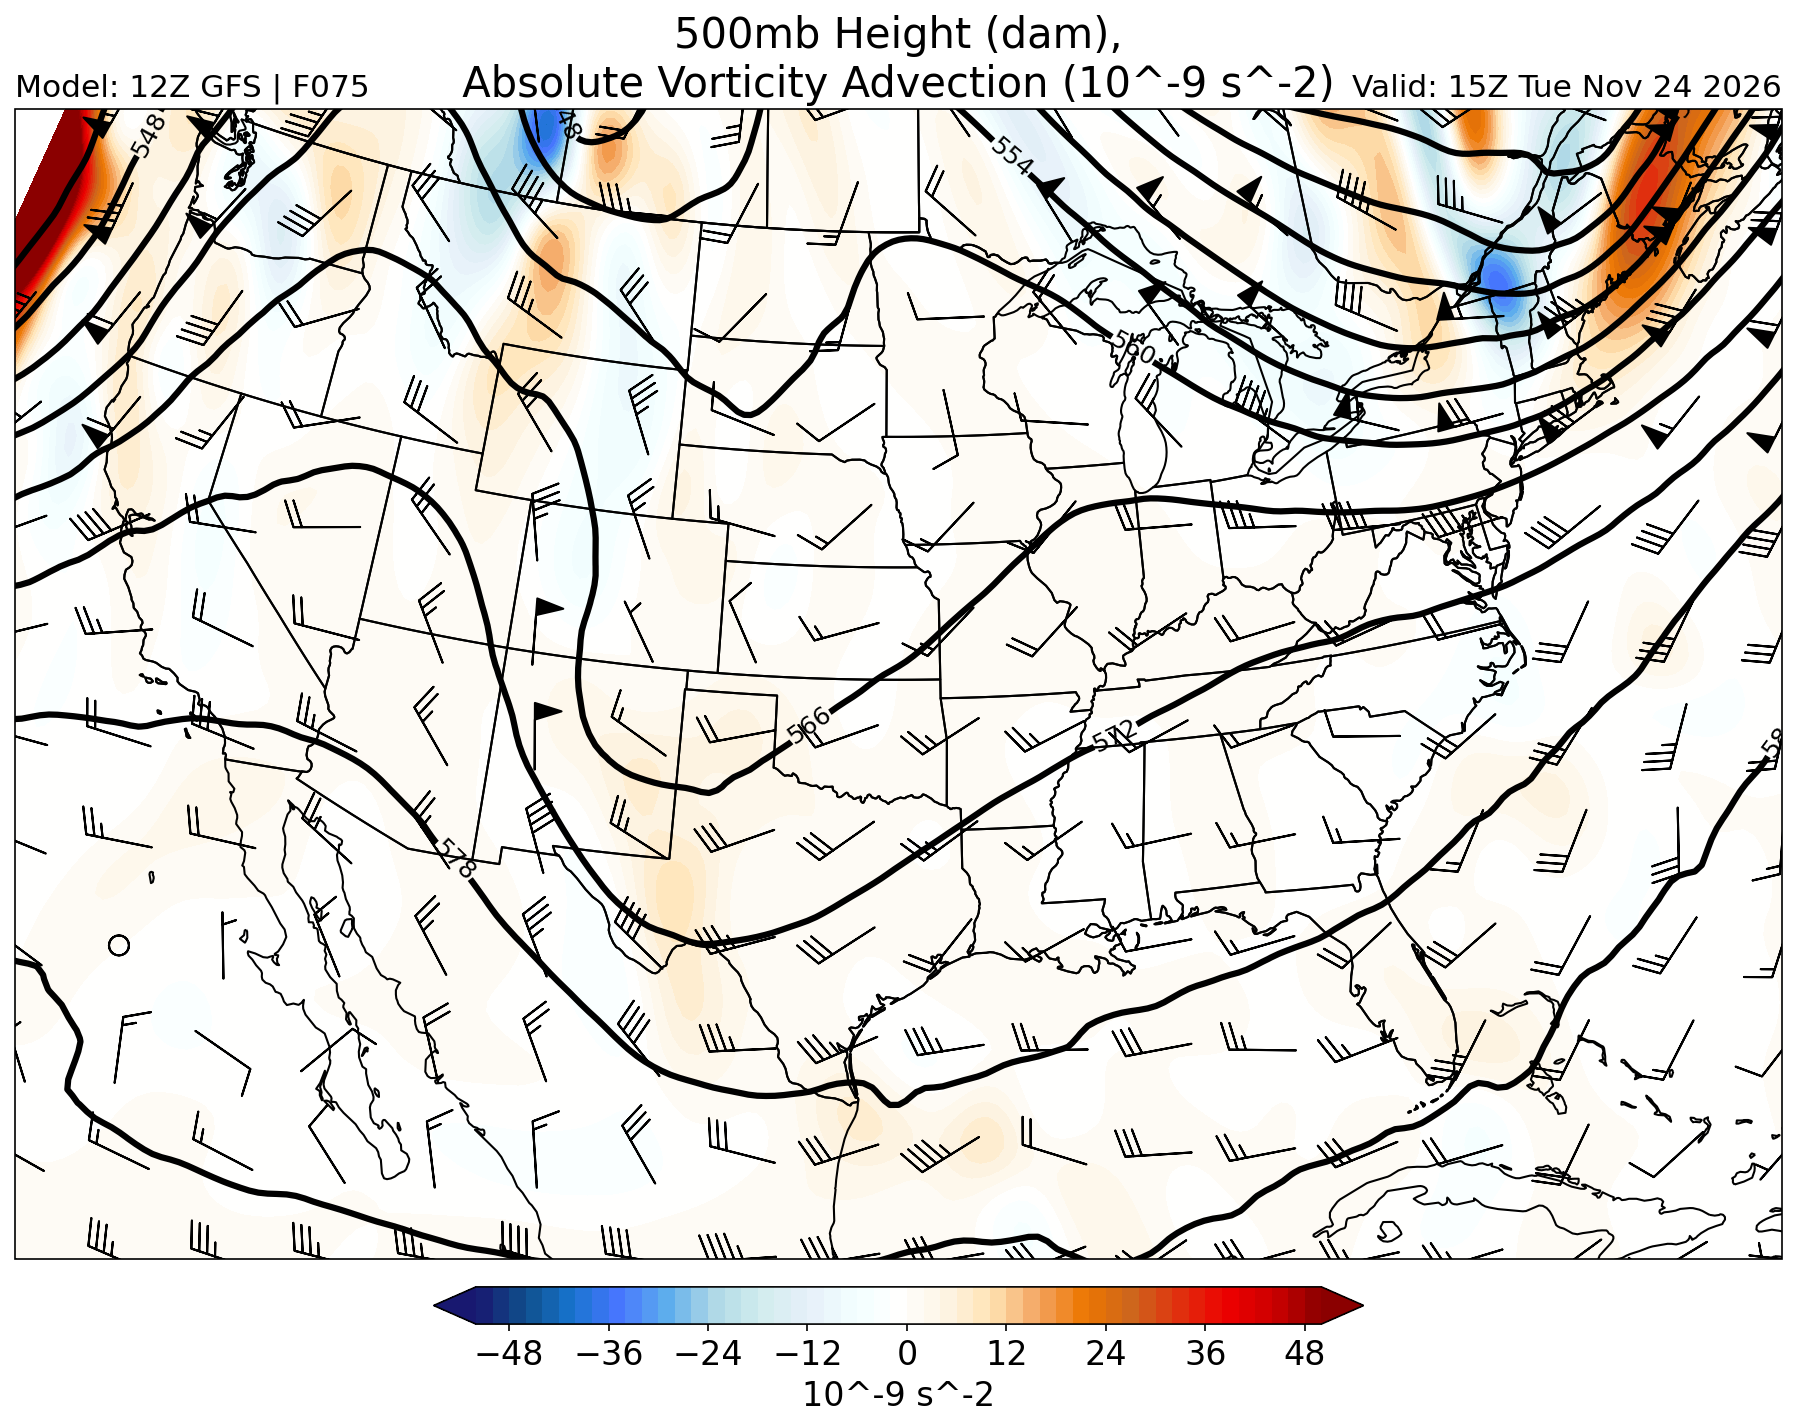 500mb Height (dam),
Model: 12Z GFS | F075
Absolute Vorticity Advection (10^-9 s^-2)
Valid: 15Z Tue Nov 24 2026
548
554
560
566
572
578
−48 −36 −24 −12 0 12 24 36 48
10^-9 s^-2